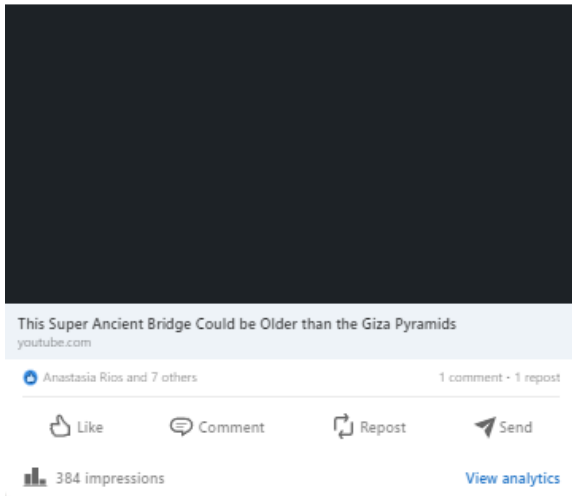 This Super Ancient Bridge Could be Older than the Giza Pyramids
youtube.com
Anastasia Rios and 7 others 1 comment • 1 repost
Like Comment Repost Send
384 impressions View analytics